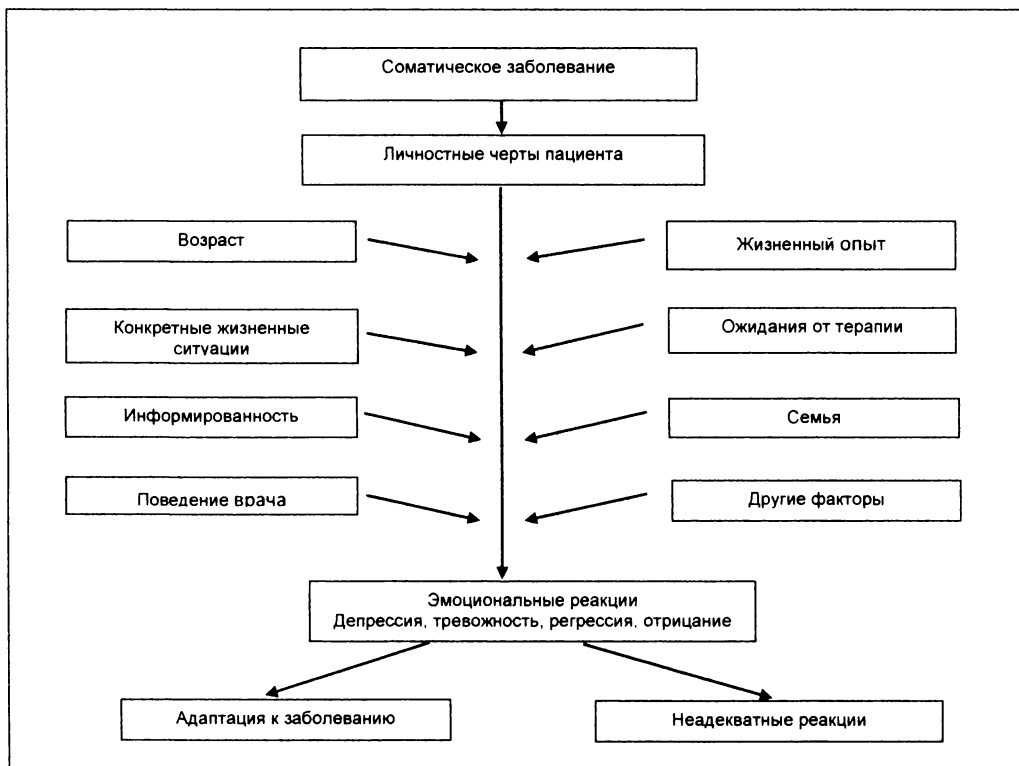 Соматическое заболевание
Личностные черты пациента
Возраст
Жизненный опыт
Конкретные жизненные
ситуации
Ожидания от терапии
Информированность
Семья
Поведение врача
Другие факторы
Эмоциональные реакции
Депрессия, тревожность, регрессия, отрицание
Адаптация к заболеванию
Неадекватные реакции